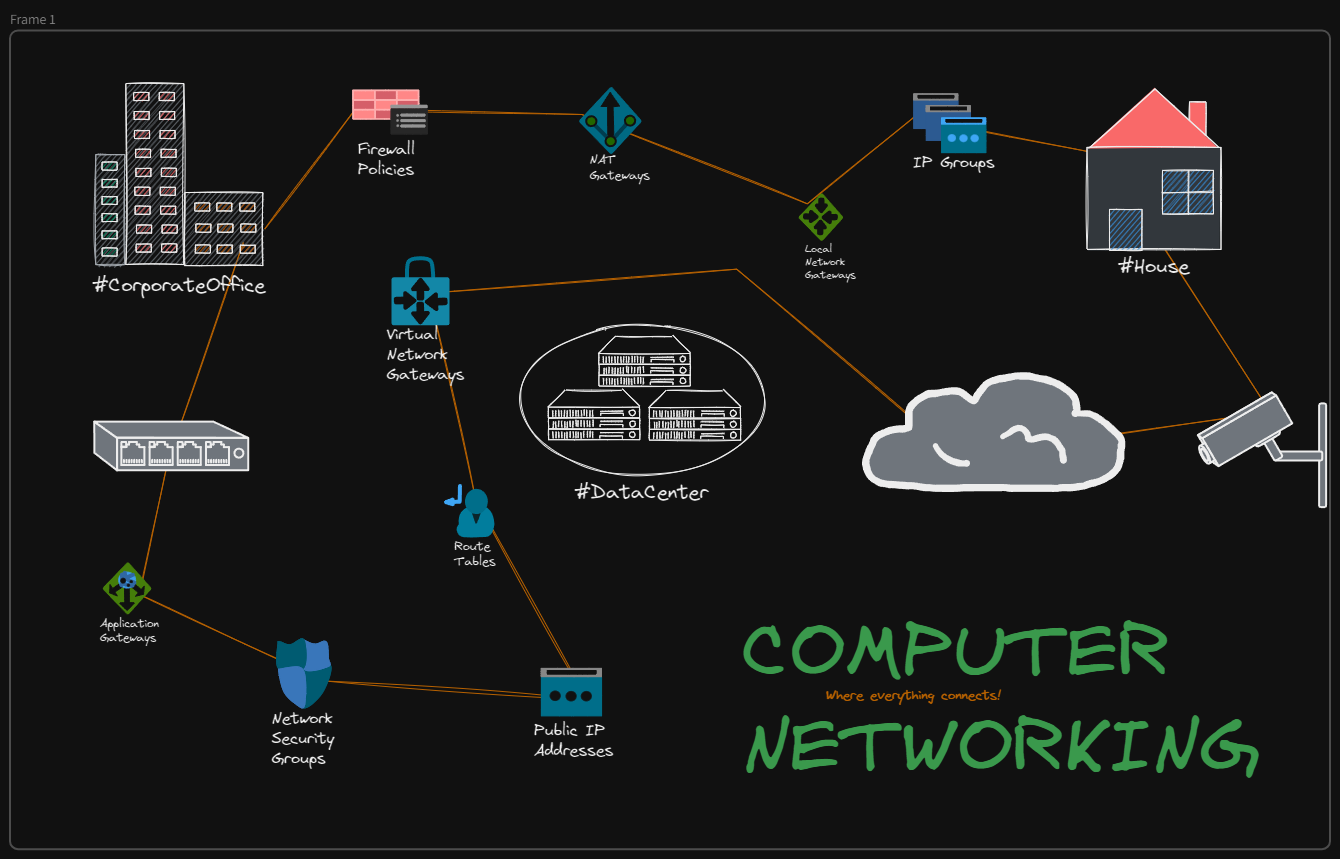 Frame 1
Firewall
Policies
NAT
Gateways
IP Groups
Local
Network
Gateways
#House
#CorporateOffice
Virtual
Network
Gateways
#DataCenter
Route
Tables
Application
Gateways
Network
Security
Groups
Public IP
Addresses
COMPUTER
Where everything connects!
NETWORKING